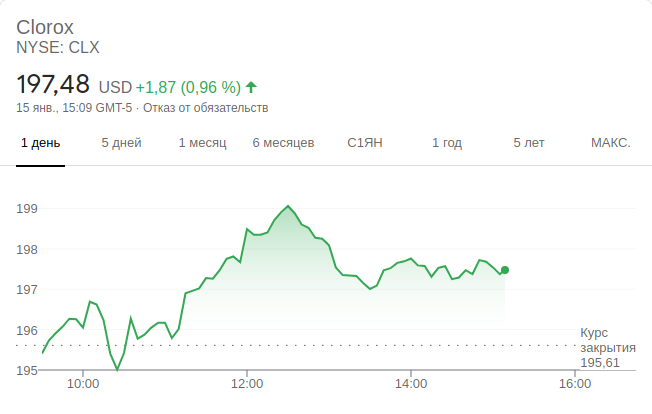 Clorox
NYSE: CLX
197,48 USD +1,87 (0,96 %)
15 янв., 15:09 GMT-5 · Отказ от обязательств
1 день 5 дней 1 месяц 6 месяцев С1ЯН 1 год 5 лет МАКС.
199
198
197
196
195
Курс
закрытия
195,61
10:00 12:00 14:00 16:00